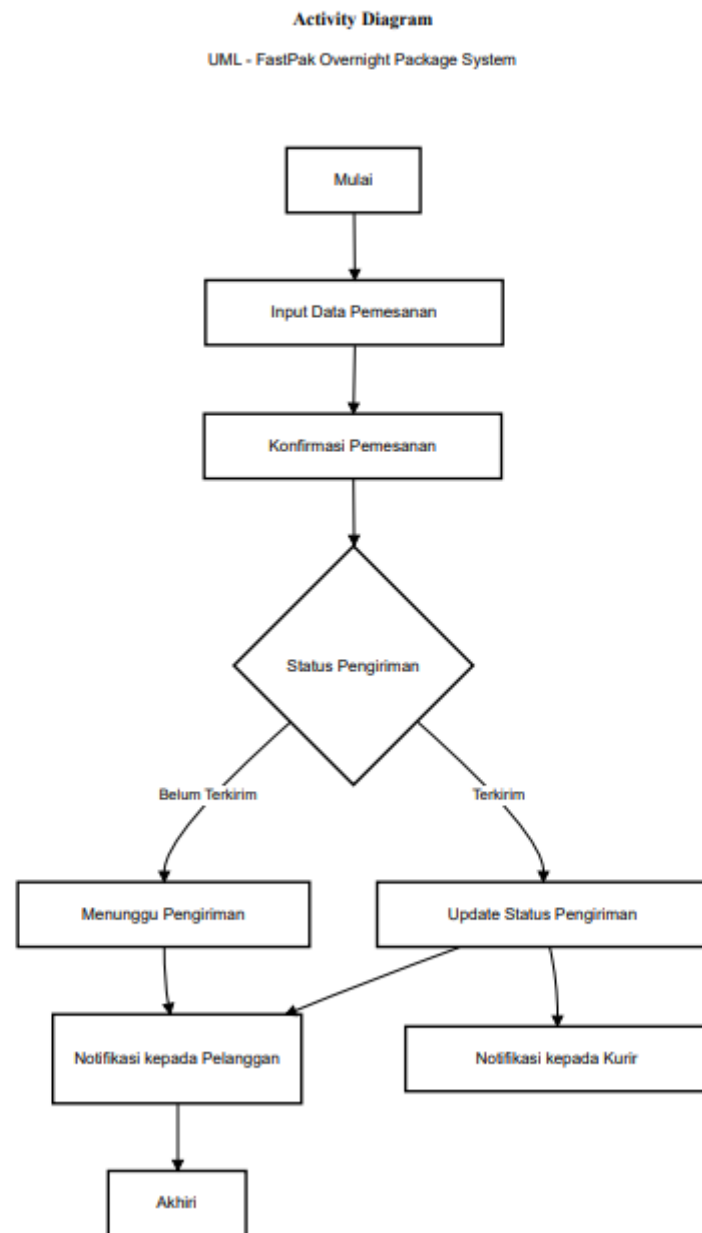 Activity Diagram
UML - FastPak Overnight Package System
Mulai
Input Data Pemesanan
Konfirmasi Pemesanan
Status Pengiriman
Belum Terkirim
Terkirim
Menunggu Pengiriman
Update Status Pengiriman
Notifikasi kepada Pelanggan
Notifikasi kepada Kurir
Akhiri